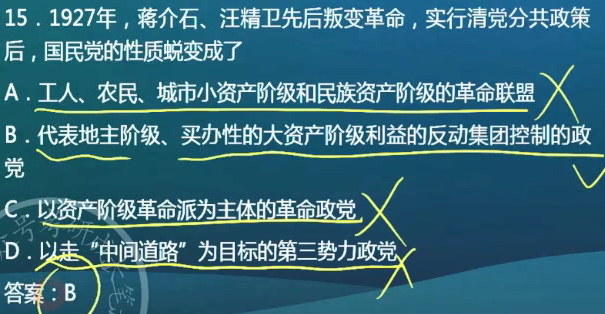 15．1927年，蒋介石、汪精卫先后叛变革命，实行清党分共政策
后，国民党的性质蜕变成了
A．工人、农民、城市小资产阶级和民族资产阶级的革命联盟
B．代表地主阶级、买办性的大资产阶级利益的反动集团控制的政
党
C．以资产阶级革命派为主体的革命政党
D．以走“中间道路”为目标的第三势力政党
答案：B